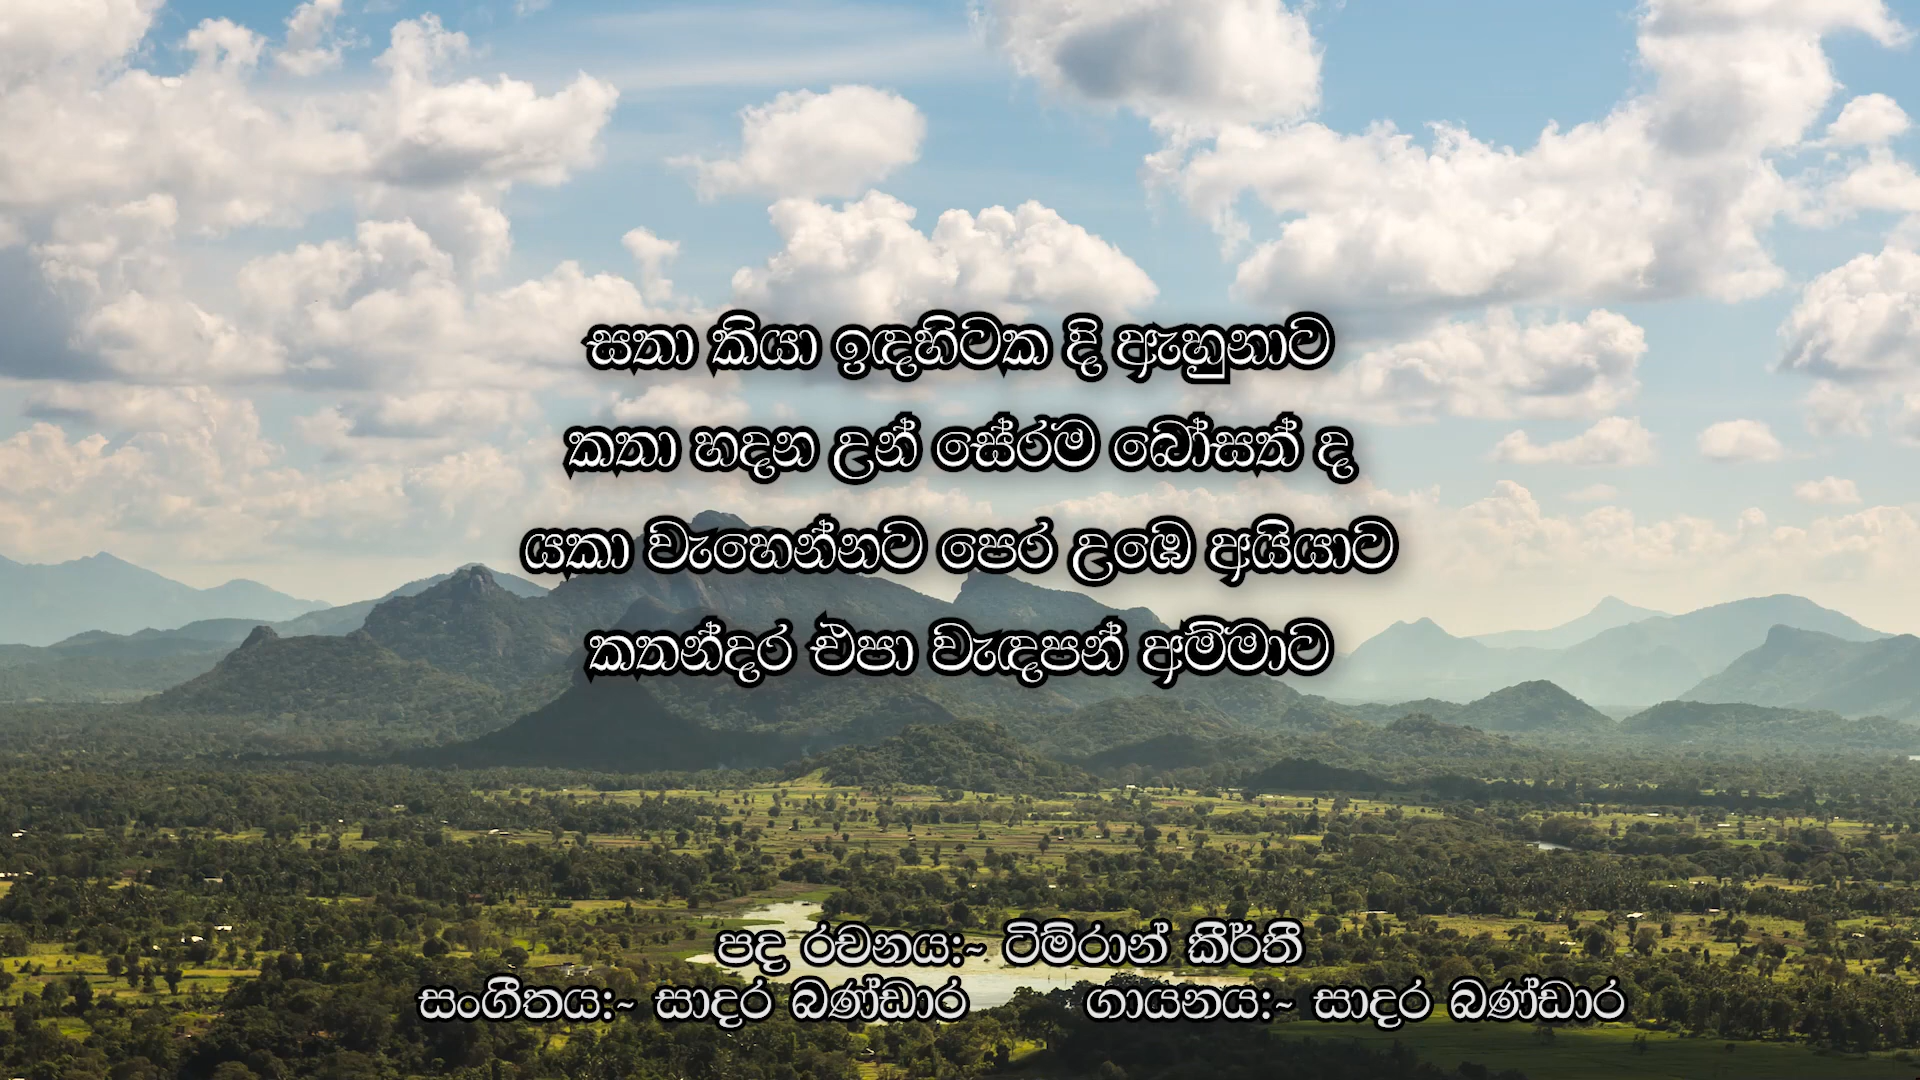 සතා කියා ඉඳහිටක දි ඇහුනාට
කතා හදන උන් සේරම බෝසත් ද
යකා වැහෙන්නට පෙර උඹෙ අයියාට
කතන්දර එපා වැඳපන් අම්මාට
පද රචනය:~ ටිම්රාන් කීර්තී
සංගීතය:~ සාදර බණ්ඩාර ගායනය:~ සාදර බණ්ඩාර